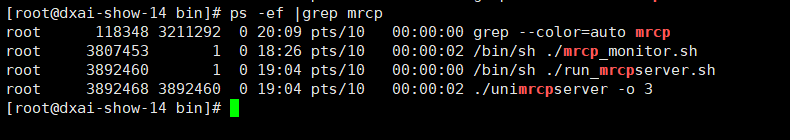 [root@dxai-show-14 bin]# ps -ef |grep mrcp
root      118348 3211292  0 20:09 pts/10   00:00:00 grep --color=auto mrcp
root     3807453       1  0 18:26 pts/10   00:00:02 /bin/sh ./mrcp_monitor.sh
root     3892460       1  0 19:04 pts/10   00:00:00 /bin/sh ./run_mrcpserver.sh
root     3892468 3892460  0 19:04 pts/10   00:00:02 ./unimrcpserver -o 3
[root@dxai-show-14 bin]#